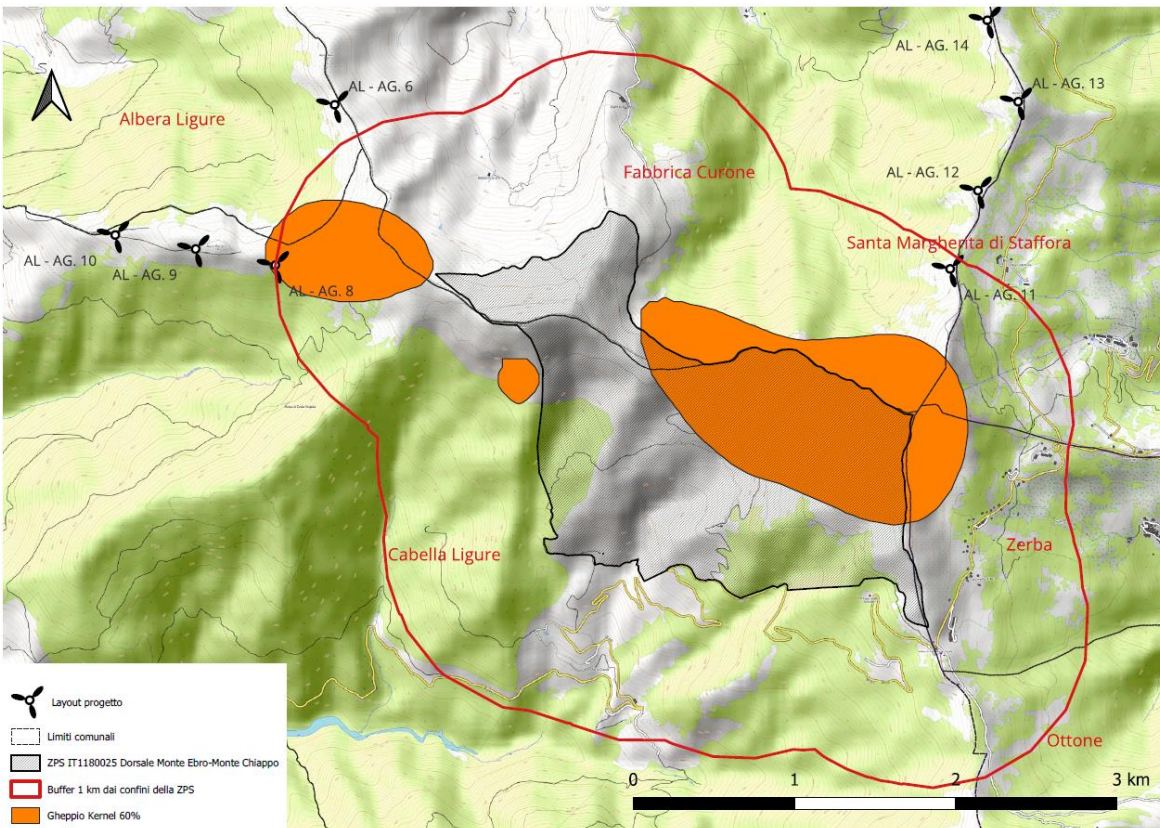 AL - AG. 14
AL - AG. 6
AL - AG. 13
Albera Ligure
Fabbrica Curone
AL - AG. 12
Santa Margherita di Staffora
AL - AG. 10
AL - AG. 9
AL - AG. 8
AL - AG. 11
Cabella Ligure
Zerba
Ottone
Layout progetto
Limiti comunali
ZPS IT1180025 Dorsale Monte Ebro-Monte Chiappo
Buffer 1 km dai confini della ZPS
Gheppio Kernel 60%
0 1 2 3 km